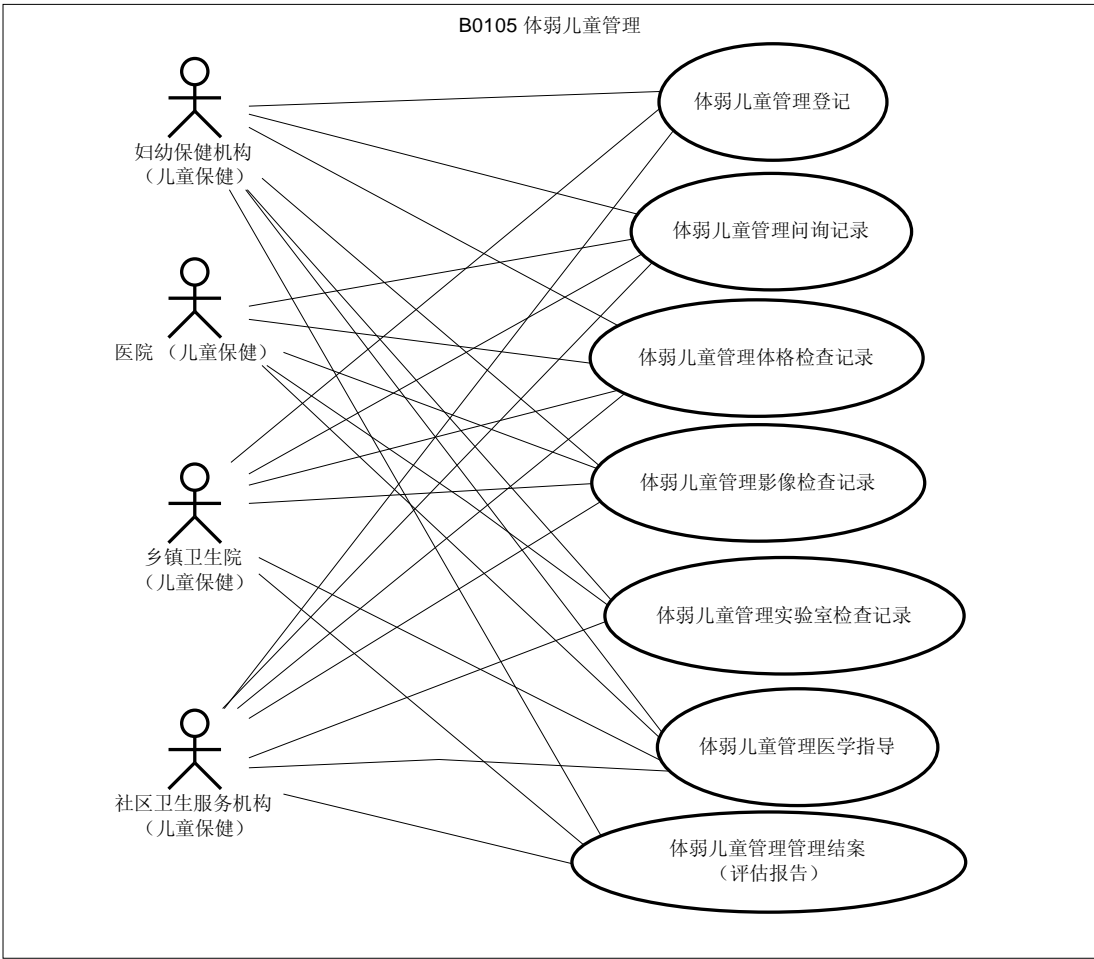 B0105 体弱儿童管理
妇幼保健机构
（儿童保健）
医院 （儿童保健）
乡镇卫生院
（儿童保健）
社区卫生服务机构
（儿童保健）
体弱儿童管理登记
体弱儿童管理问询记录
体弱儿童管理体格检查记录
体弱儿童管理影像检查记录
体弱儿童管理实验室检查记录
体弱儿童管理医学指导
体弱儿童管理管理结案
（评估报告）